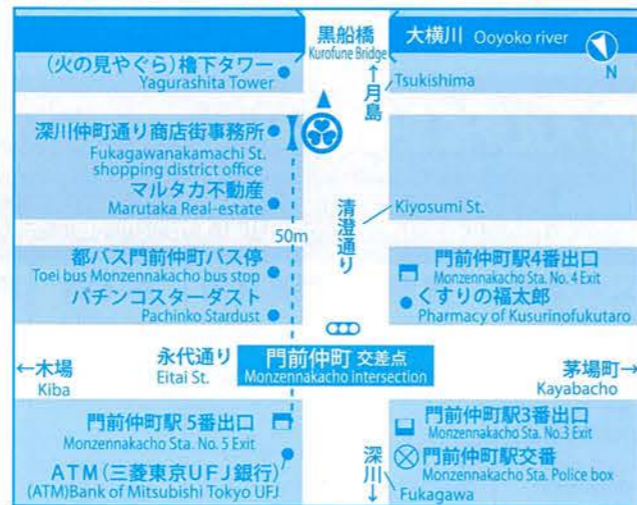 黒船橋
Kurofune Bridge
大横川 Ooyoko river
N
(火の見やぐら)櫓下タワー
Yagurashita Tower
↑月島
Tsukishima
深川仲町通り商店街事務所
Fukagawanakamachi St.
shopping district office
マルタカ不動産
Marutaka Real-estate
50m
清澄通り
Kiyosumi St.
都バス門前仲町バス停
Toei bus Monzennakacho bus stop
パチンコスターダスト
Pachinko Stardust
門前仲町駅4番出口
Monzennakacho Sta. No. 4 Exit
くすりの福太郎
Pharmacy of Kusurinofukutaro
←木場
Kiba
永代通り
Eitai St.
門前仲町 交差点
Monzennakacho intersection
茅場町→
Kayabacho
門前仲町駅 5番出口
Monzennakacho Sta. No. 5 Exit
ATM(三菱東京UFJ銀行)
(ATM)Bank of Mitsubishi Tokyo UFJ
深川↓
Fukagawa
門前仲町駅3番出口
Monzennakacho Sta. No.3 Exit
門前仲町駅交番
Monzennakacho Sta. Police box